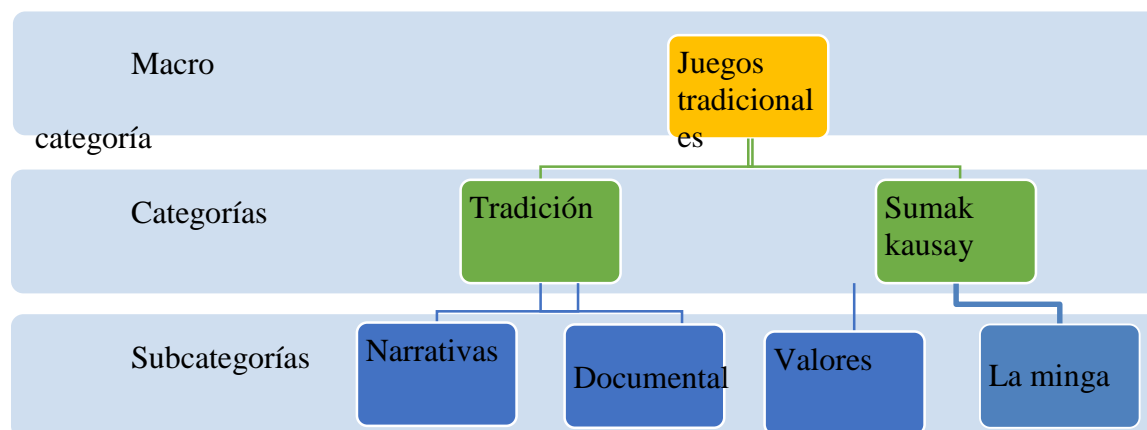 Macro
categoría
Juegos
tradicional
es
Categorías
Tradición
Sumak
kausay
Subcategorías
Narrativas
Documental
Valores
La minga